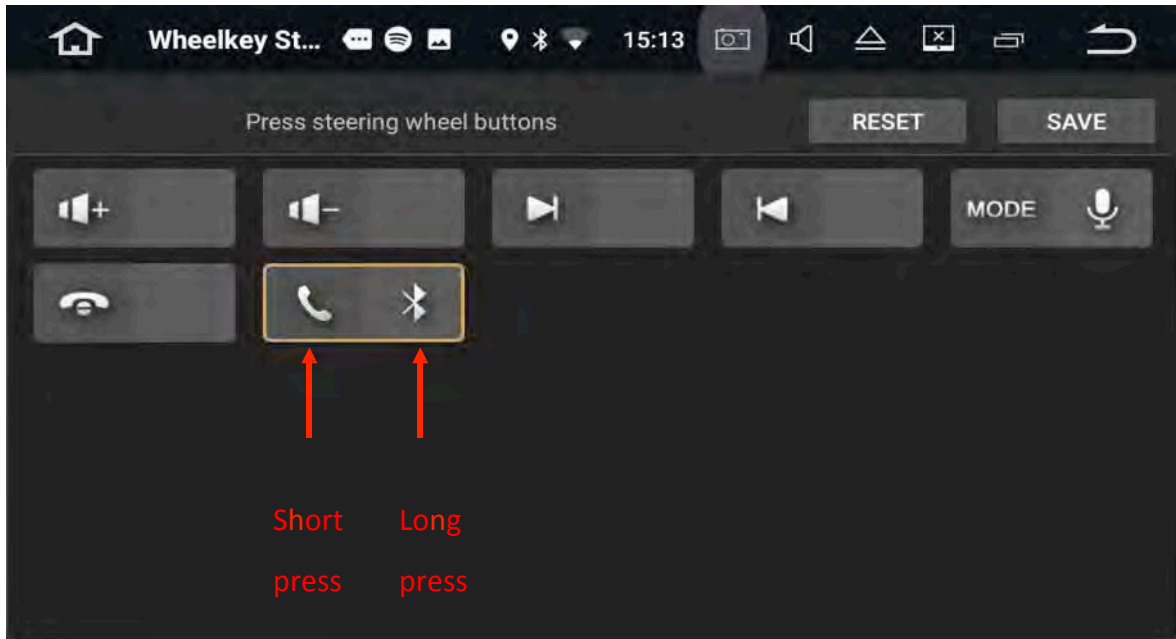 Wheelkey St... 15:13
Press steering wheel buttons RESET SAVE
+ - MODE
Short Long
press press